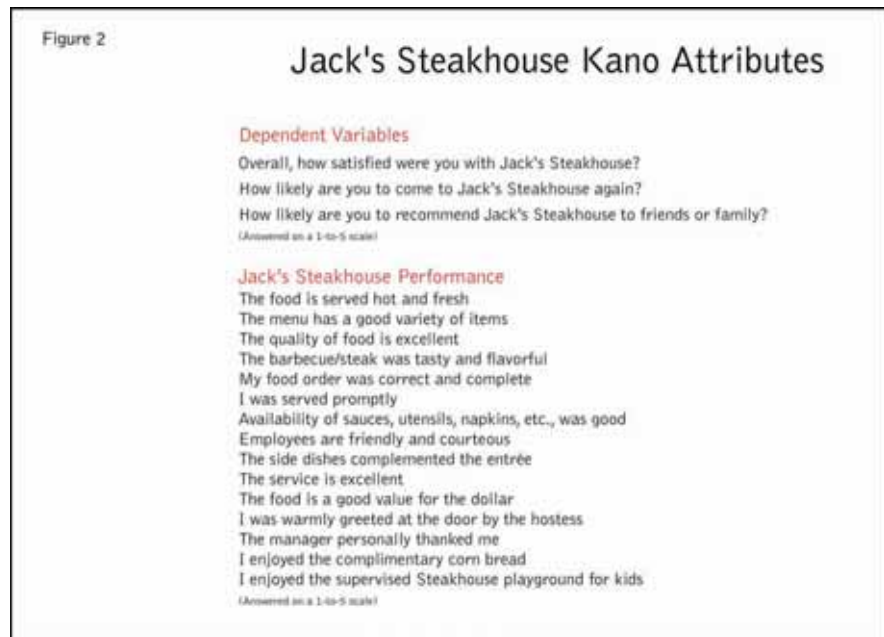 Figure 2
Jack's Steakhouse Kano Attributes
Dependent Variables
Overall, how satisfied were you with Jack's Steakhouse?
How likely are you to come to Jack's Steakhouse again?
How likely are you to recommend Jack's Steakhouse to friends or family?
(Answered on a 1-to-5 scale)
Jack's Steakhouse Performance
The food is served hot and fresh
The menu has a good variety of items
The quality of food is excellent
The barbecue/steak was tasty and flavorful
My food order was correct and complete
I was served promptly
Availability of sauces, utensils, napkins, etc., was good
Employees are friendly and courteous
The side dishes complemented the entrée
The service is excellent
The food is a good value for the dollar
I was warmly greeted at the door by the hostess
The manager personally thanked me
I enjoyed the complimentary corn bread
I enjoyed the supervised Steakhouse playground for kids
(Answered on a 1-to-5 scale)